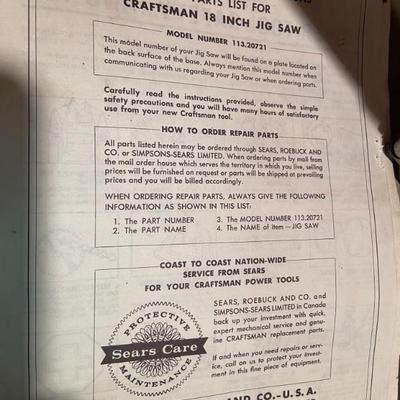 PARTS LIST FOR
CRAFTSMAN 18 INCH JIG SAW
MODEL NUMBER 113.20721
This model number of your Jig Saw will be found on a plate located on
the back surface of the base. Always mention this model number when
communicating with us regarding your Jig Saw or when ordering parts.
Carefully read the instructions provided, observe the simple
safety precautions and you will have many hours of satisfactory
use from your new Craftsman tool.
HOW TO ORDER REPAIR PARTS
All parts listed herein may be ordered through SEARS, ROEBUCK AND
CO. or SIMPSONS-SEARS LIMITED. When ordering parts by mail from
the mail order house which serves the territory in which you live, selling
prices will be furnished on request or parts will be shipped at prevailing
prices and you will be billed accordingly.
WHEN ORDERING REPAIR PARTS, ALWAYS GIVE THE FOLLOWING
INFORMATION AS SHOWN IN THIS LIST:
1. The PART NUMBER 3. The MODEL NUMBER 113.20721
2. The PART NAME 4. The NAME of item — JIG SAW
COAST TO COAST NATION-WIDE
SERVICE FROM SEARS
FOR YOUR CRAFTSMAN POWER TOOLS
SEARS, ROEBUCK AND CO. and
SIMPSONS-SEARS LIMITED in Canada
back up your investment with quick,
expert mechanical service and genu-
ine CRAFTSMAN replacement parts.
If and when you need repairs or serv-
ice, call on us to protect your invest-
ment in this fine piece of equipment.
PROTECTIVE
Sears Care
MAINTENANCE
AND CO.-U.S.A.